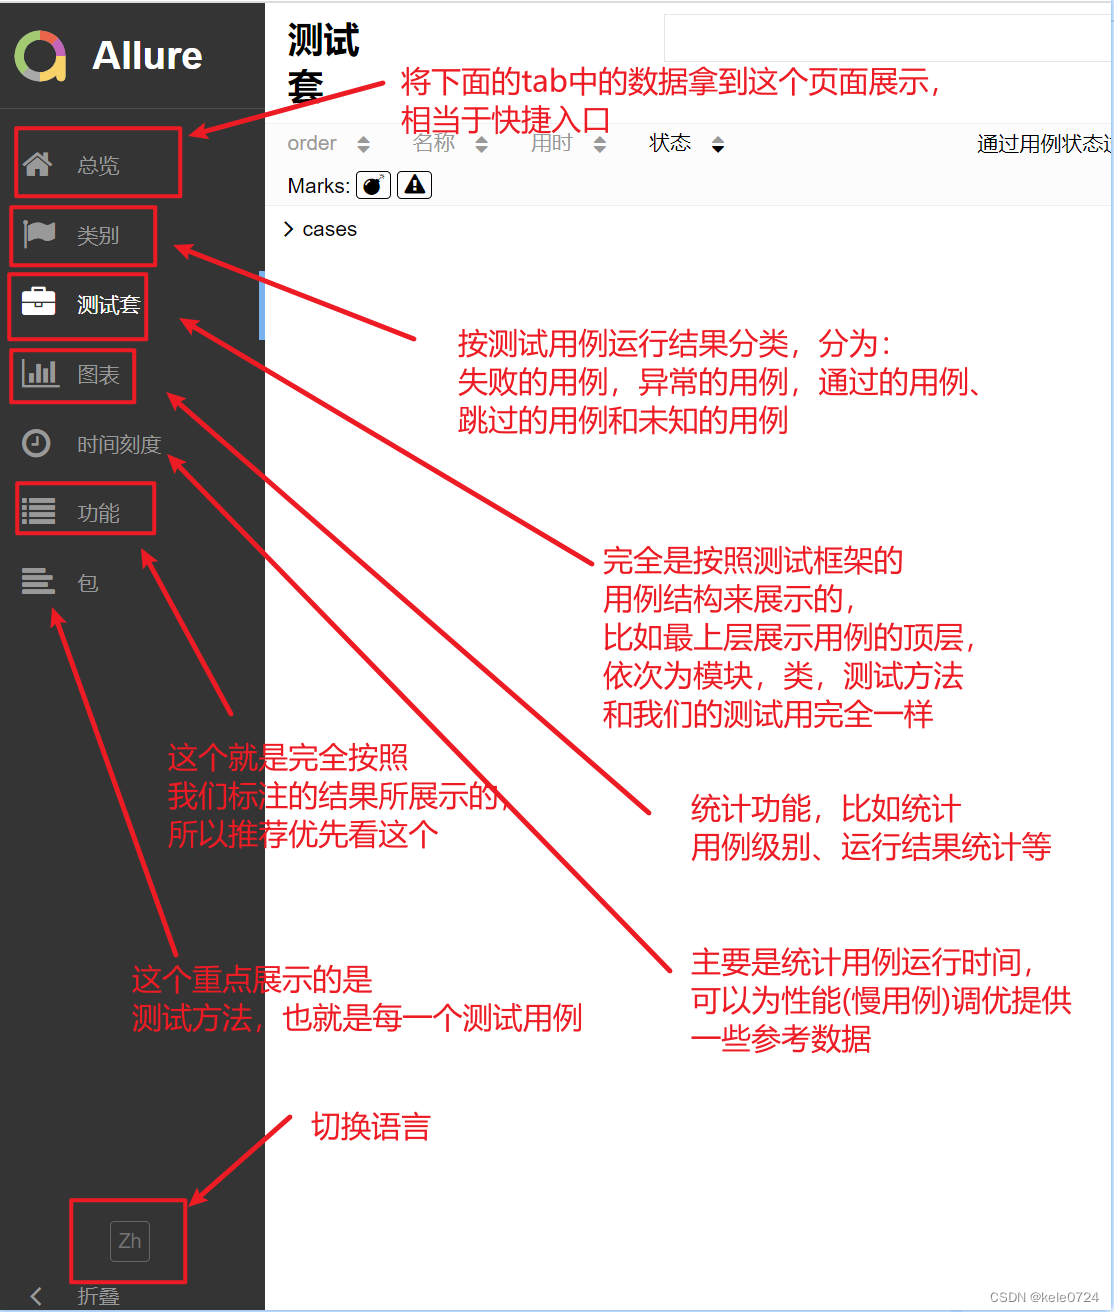 Allure
测试
套
将下面的tab中的数据拿到这个页面展示，
相当于快捷入口
order
名称
用时
状态
通过用例状态
Marks:
cases
总览
类别
测试套
图表
时间刻度
功能
包
按测试用例运行结果分类，分为：
失败的用例，异常的用例，通过的用例、
跳过的用例和未知的用例
完全是按照测试框架的
用例结构来展示的，
比如最上层展示用例的顶层，
依次为模块，类，测试方法
和我们的测试用完全一样
这个就是完全按照
我们标注的结果所展示的，
所以推荐优先看这个
统计功能，比如统计
用例级别、运行结果统计等
主要是统计用例运行时间，
可以为性能(慢用例)调优提供
一些参考数据
这个重点展示的是
测试方法，也就是每一个测试用例
切换语言
Zh
折叠
CSDN @kele0724